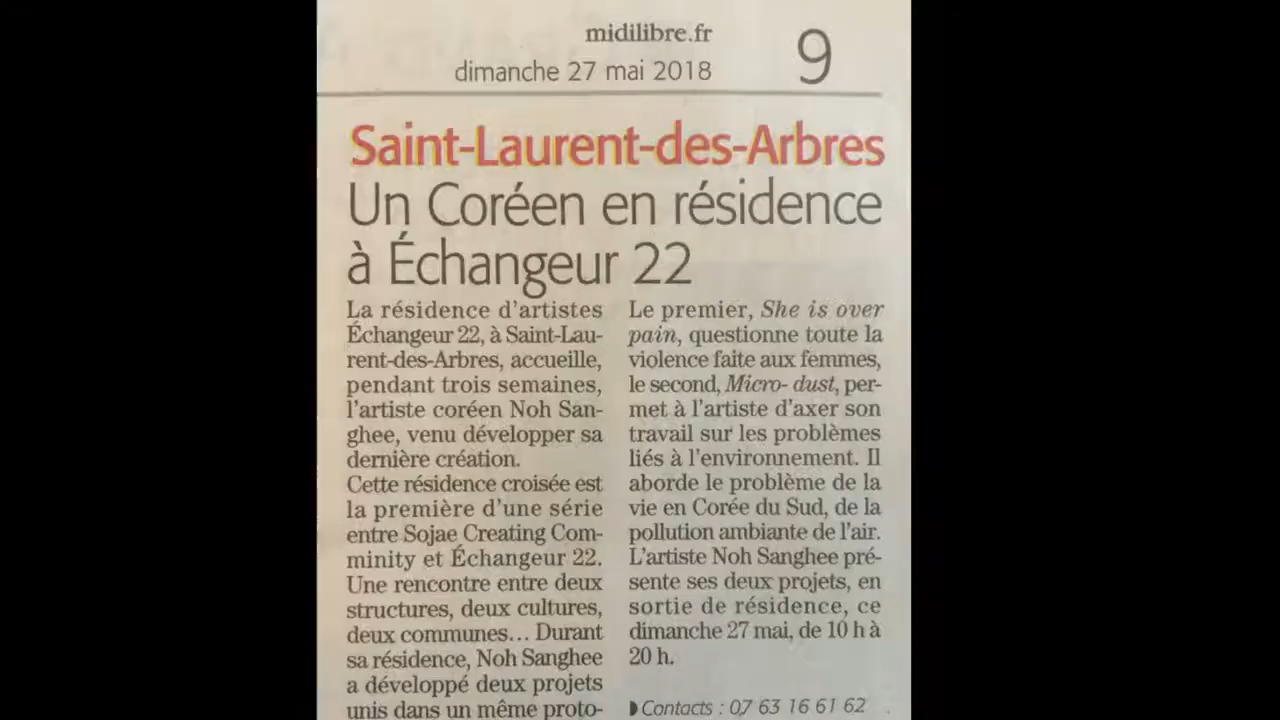 midilibre.fr
dimanche 27 mai 2018
9
Saint-Laurent-des-Arbres
Un Coréen en résidence
à Échangeur 22
La résidence d'artistes
Échangeur 22, à Saint-Lau-
rent-des-Arbres, accueille,
pendant trois semaines,
l'artiste coréen Noh San-
ghee, venu développer sa
dernière création.
Cette résidence croisée est
la première d'une série
entre Sojae Creating Com-
minity et Échangeur 22.
Une rencontre entre deux
structures, deux cultures,
deux communes... Durant
sa résidence, Noh Sanghee
a développé deux projets
unis dans un même proto-
Le premier, She is over
pain, questionne toute la
violence faite aux femmes,
le second, Micro- dust, per-
met à l'artiste d'axer son
travail sur les problèmes
liés à l'environnement. Il
aborde le problème de la
vie en Corée du Sud, de la
pollution ambiante de l'air.
L'artiste Noh Sanghee pré-
sente ses deux projets, en
sortie de résidence, ce
dimanche 27 mai, de 10 h à
20 h.
Contacts : 07 63 16 61 62